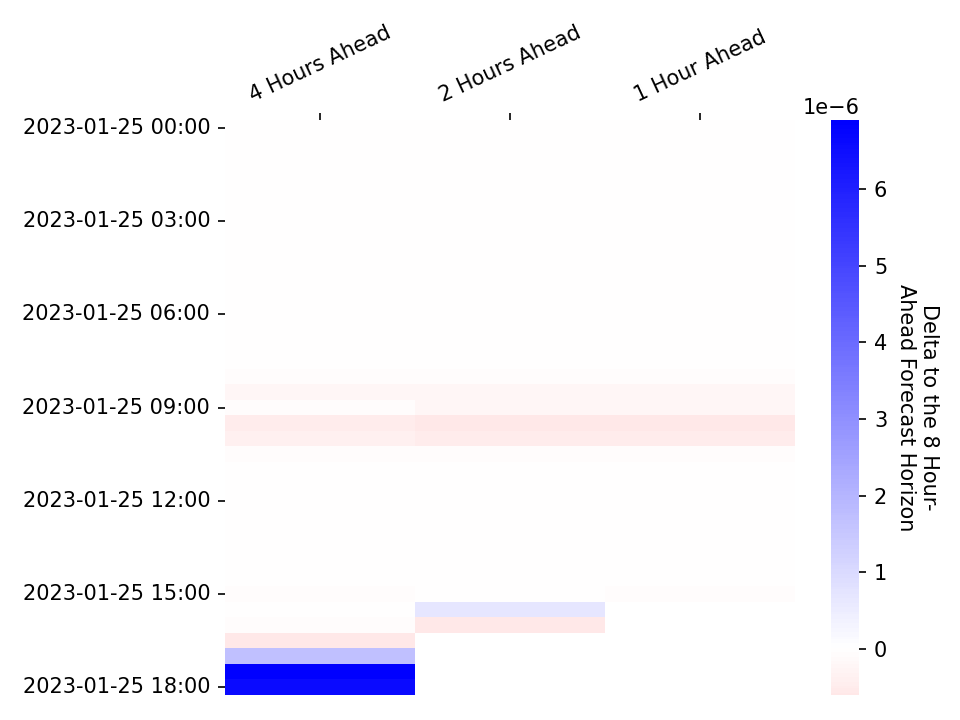 4 Hours Ahead
2 Hours Ahead
1 Hour Ahead
1e−6
2023-01-25 00:00
2023-01-25 03:00
2023-01-25 06:00
2023-01-25 09:00
2023-01-25 12:00
2023-01-25 15:00
2023-01-25 18:00
6
5
4
3
2
1
0
Delta to the 8 Hour-
Ahead Forecast Horizon